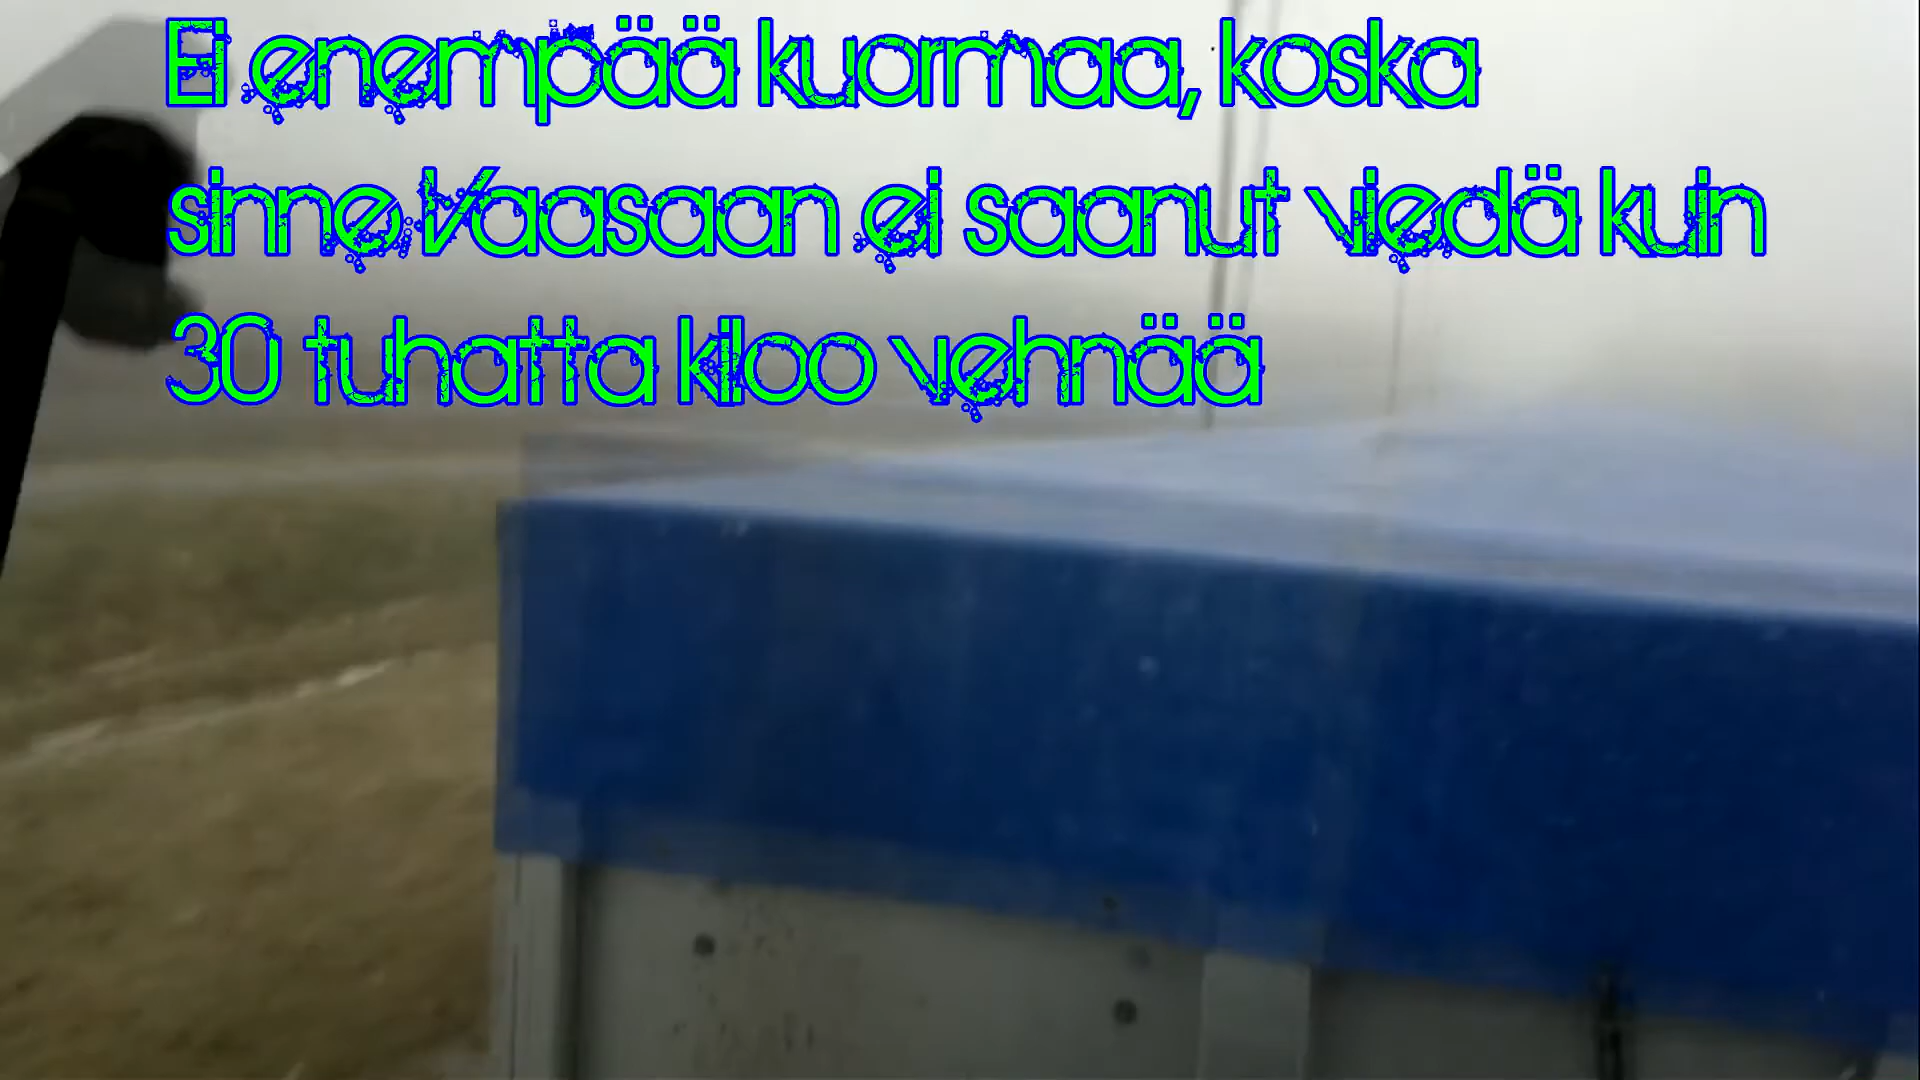 Ei enempää kuormaa, koska
sinne Vaasaan ei saanut viedä kuin
30 tuhatta kiloo vehnää